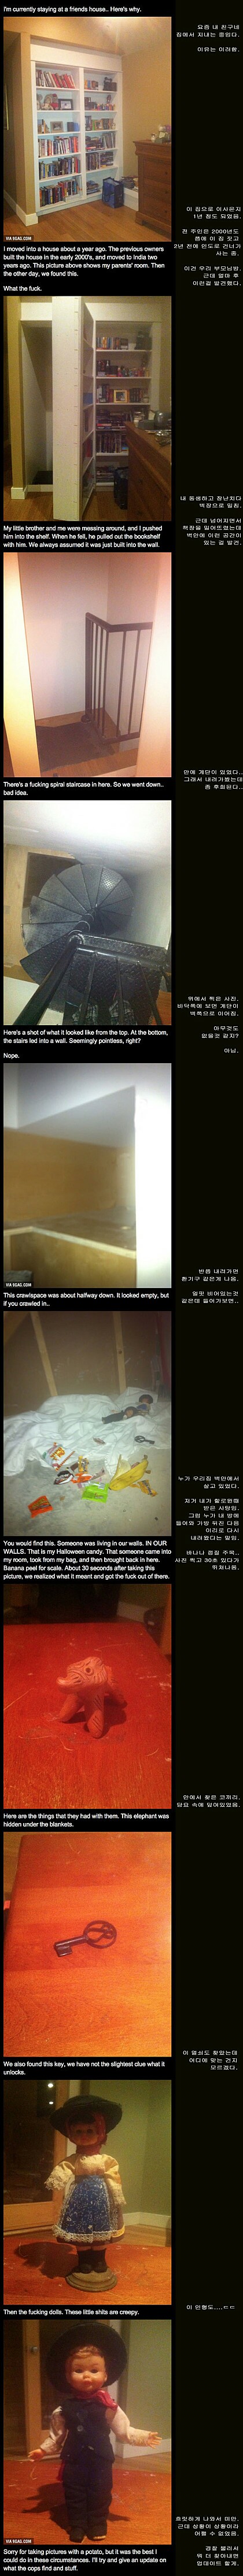 I'm currently staying at a friends house.. Here's why.
요즘 내 친구네
집에서 지내는 중임다.
이유는 이러함.
VIA 9GAG.COM
이 집으로 이사온지
1년 정도 되었음.
I moved into a house about a year ago. The previous owners
built the house in the early 2000's, and moved to India two
years ago. This picture above shows my parents' room. Then
the other day, we found this.
What the fuck.
전 주인은 2000년도
쯤에 이 집 짓고
2년 전에 인도로 건너가
사는 중.
이건 우리 부모님방.
근데 얼마 후
이런걸 발견했다.
My little brother and me were messing around, and I pushed
him into the shelf. When he fell, he pulled out the bookshelf
with him. We always assumed it was just built into the wall.
내 동생하고 장난치다
책장으로 밀침.
근데 넘어지면서
책장을 밀어뜨렸는데
벽안에 이런 공간이
있는 걸 발견.
There's a fucking spiral staircase in here. So we went down..
bad idea.
안에 계단이 있었다..
그래서 내려가봤는데
좀 후회된다..
Here's a shot of what it looked like from the top. At the bottom,
the stairs led into a wall. Seemingly pointless, right?
Nope.
위에서 찍은 사진.
바닥쪽에 보면 계단이
벽쪽으로 이어짐.
아무것도
없을것 같지?
아님.
VIA 9GAG.COM
This crawlspace was about halfway down. It looked empty, but
if you crawled in..
반쯤 내려가면
환기구 같은게 나옴.
얼핏 비어있는것
같은데 들어가보면..
You would find this. Someone was living in our walls. IN OUR
WALLS. That is my Halloween candy. That someone came into
my room, took from my bag, and then brought back in here.
Banana peel for scale. About 30 seconds after taking this
picture, we realized what it meant and got the fuck out of there.
누가 우리집 벽안에서
살고 있었다.
저거 내가 할로윈때
받은 사탕임.
그럼 누가 내 방에
들어와 가방 뒤진 다음
이리로 다시
내려왔다는 말임.
바나나 껍질 주목..
사진 찍고 30초 있다가
뛰쳐나옴.
Here are the things that they had with them. This elephant was
hidden under the blankets.
안에서 찾은 코끼리.
담요 속에 덮여있었음.
We also found this key, we have not the slightest clue what it
unlocks.
이 열쇠도 찾았는데
어디에 맞는 건지
모르겠다.
Then the fucking dolls. These little shits are creepy.
이 인형도....ㄷㄷ
VIA 9GAG.COM
Sorry for taking pictures with a potato, but it was the best I
could do in these circumstances. I'll try and give an update on
what the cops find and stuff.
흐릿하게 나와서 미안.
근데 상황이 상황이라
어쩔 수 없었음.
경찰 불러서
뭐 더 찾아내면
업데이트 할게.